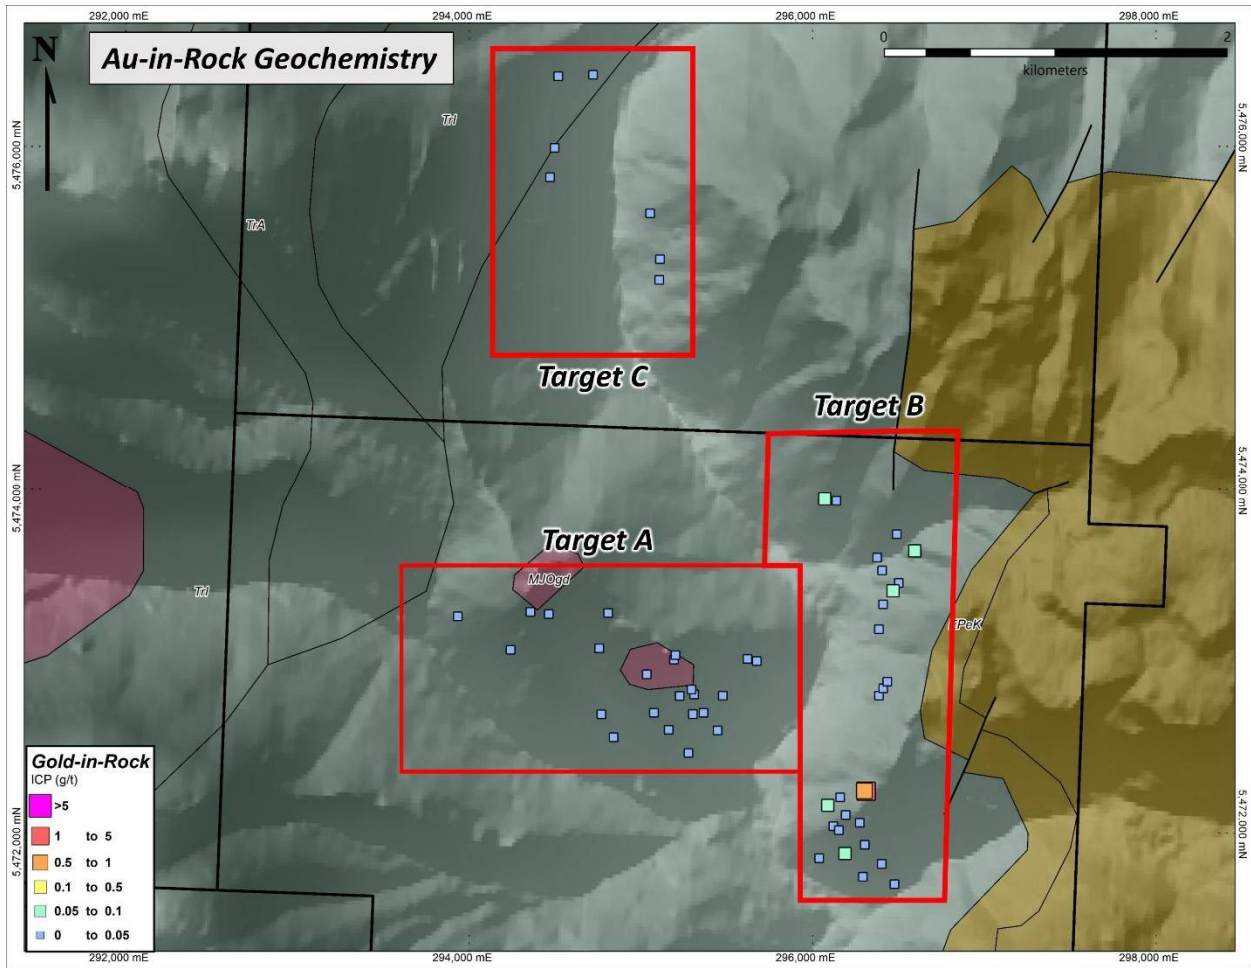 292,000 mE
294,000 mE
296,000 mE
298,000 mE
N
Au-in-Rock Geochemistry
0
2
kilometers
TrI
5,476,000 mN
5,476,000 mN
TrA
Target C
Target B
5,474,000 mN
5,474,000 mN
Target A
MJOgd
TrI
EPeK
Gold-in-Rock
ICP (g/t)
>5
1 to 5
0.5 to 1
0.1 to 0.5
0.05 to 0.1
0 to 0.05
5,472,000 mN
5,472,000 mN
292,000 mE
294,000 mE
296,000 mE
298,000 mE